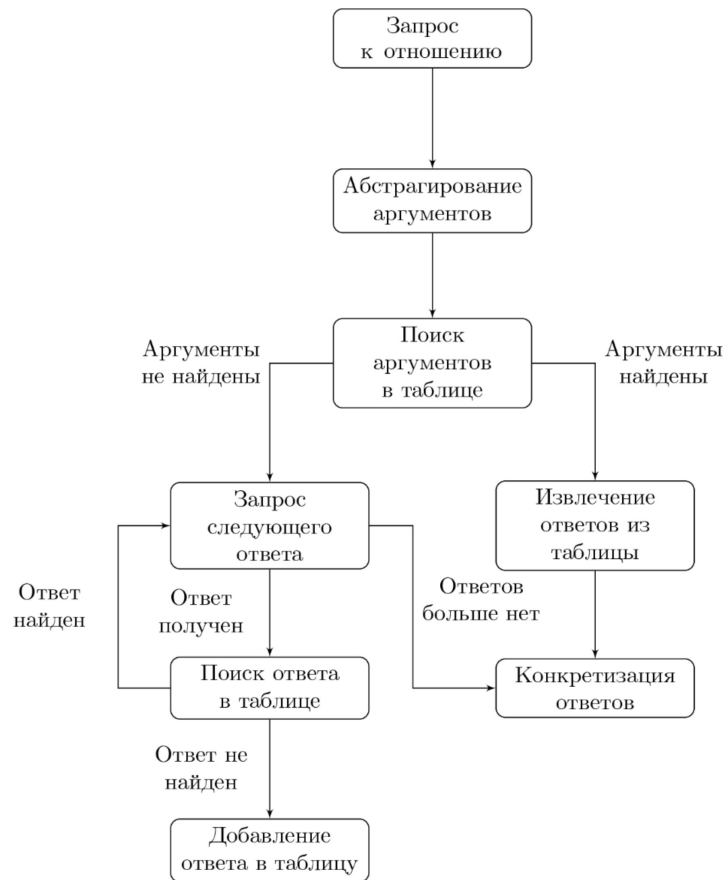 Запрос
к отношению
Абстрагирование
аргументов
Поиск
аргументов
в таблице
Аргументы
не найдены
Аргументы
найдены
Запрос
следующего
ответа
Извлечение
ответов из
таблицы
Ответ
найден
Ответ
получен
Ответов
больше нет
Поиск ответа
в таблице
Конкретизация
ответов
Ответ не
найден
Добавление
ответа в таблицу